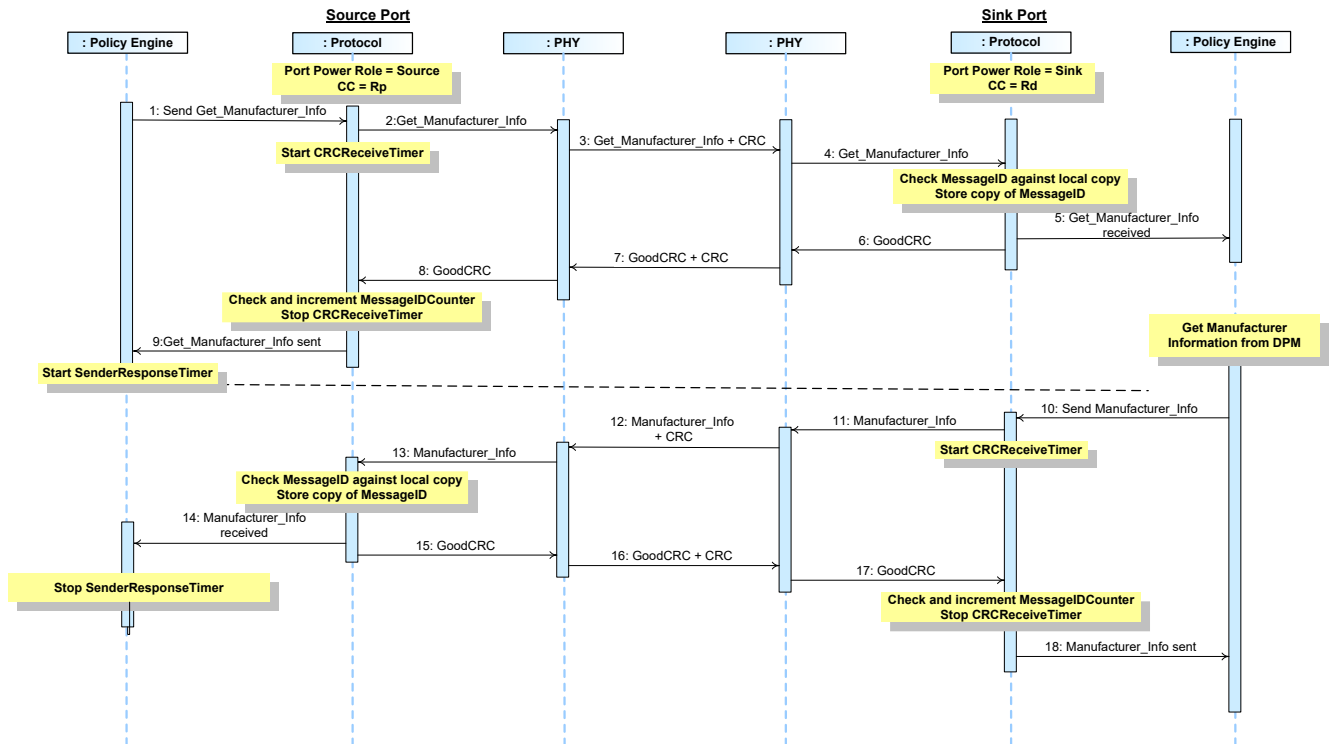 Source Port
Sink Port
: Policy Engine
: Protocol
: PHY
: PHY
: Protocol
: Policy Engine
Port Power Role = Source
CC = Rp
Port Power Role = Sink
CC = Rd
1: Send Get_Manufacturer_Info
2:Get_Manufacturer_Info
Start CRCReceiveTimer
3: Get_Manufacturer_Info + CRC
4: Get_Manufacturer_Info
Check MessageID against local copy
Store copy of MessageID
5: Get_Manufacturer_Info
received
6: GoodCRC
7: GoodCRC + CRC
8: GoodCRC
Check and increment MessageIDCounter
Stop CRCReceiveTimer
9:Get_Manufacturer_Info sent
Get Manufacturer
Information from DPM
Start SenderResponseTimer
10: Send Manufacturer_Info
11: Manufacturer_Info
Start CRCReceiveTimer
12: Manufacturer_Info
+ CRC
13: Manufacturer_Info
Check MessageID against local copy
Store copy of MessageID
14: Manufacturer_Info
received
15: GoodCRC
16: GoodCRC + CRC
17: GoodCRC
Stop SenderResponseTimer
Check and increment MessageIDCounter
Stop CRCReceiveTimer
18: Manufacturer_Info sent